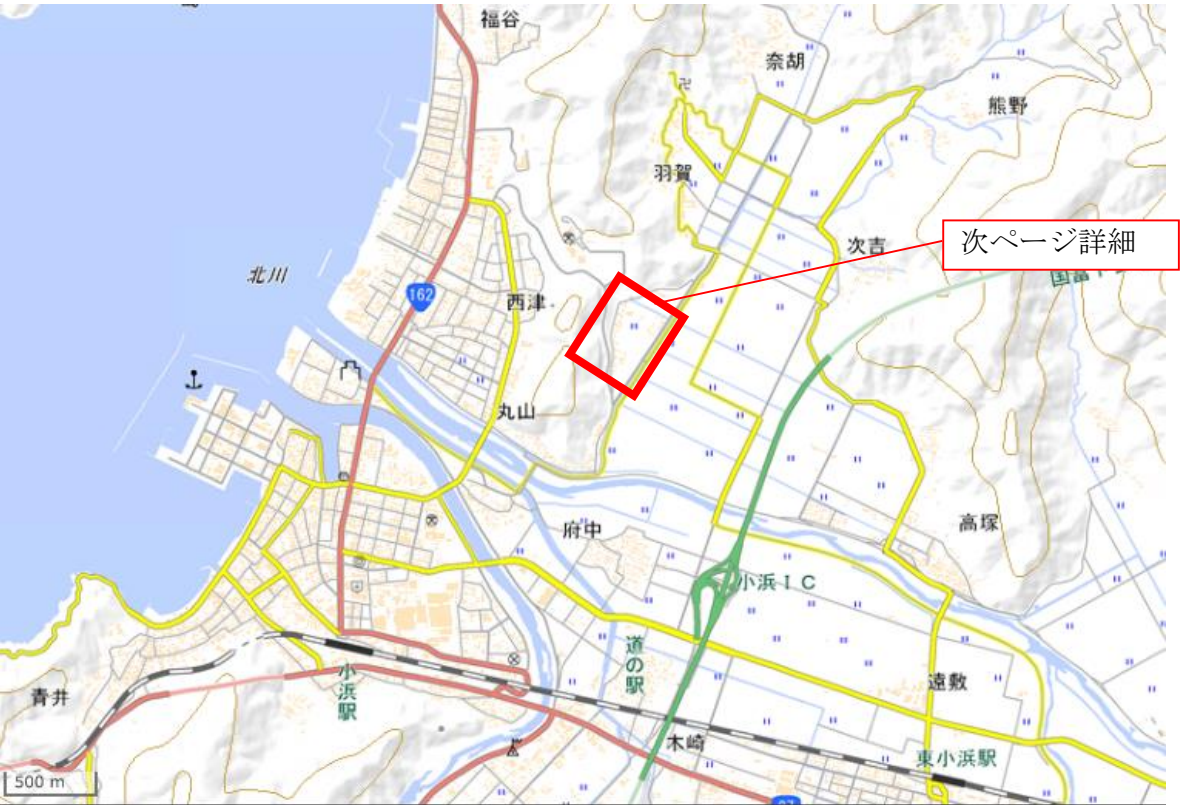 福谷
奈胡
熊野
羽賀
次ページ詳細
次吉
北川
162
西津
丸山
府中
高塚
小浜IC
道の駅
小浜駅
青井
遠敷
木崎
東小浜駅
500 m